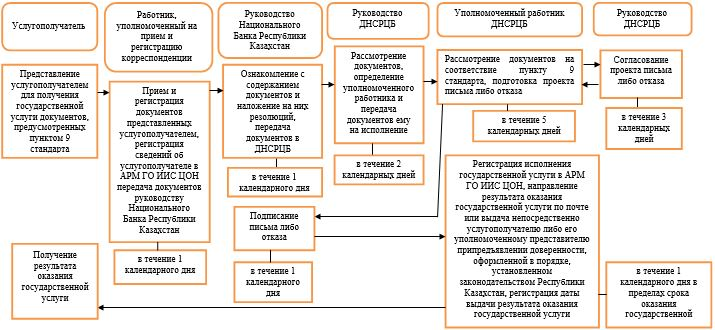 Услугополучатель
Работник,
уполномоченный на
прием и
регистрацию
корреспонденции
Руководство
Национального
Банка Республики
Казахстан
Руководство
ДНСРЦБ
Уполномоченный работник
ДНСРЦБ
Руководство
ДНСРЦБ
Представление
услугополучателем
для получения
государственной
услуги документов,
предусмотренных
пунктом 9
стандарта
Прием и
регистрация
документов
представленных
услугополучателем,
регистрация
сведений об
услугополучателе в
АРМ ГО ИИС ЦОН
передача документов
руководству
Национального
Банка Республики
Казахстан
в течение 1
календарного дня
Ознакомление с
содержанием
документов и
наложение на них
резолюций,
передача
документов в
ДНСРЦБ
в течение 1
календарного дня
Рассмотрение
документов,
определение
уполномоченного
работника и
передача
документов ему
на исполнение
в течение 2
календарных дней
Рассмотрение документов на
соответствие пункту 9
стандарта, подготовка проекта
письма либо отказа
в течение 5
календарных дней
Согласование
проекта письма
либо отказа
в течение 3
календарных
дней
Подписание
письма либо
отказа
в течение 1
календарного
дня
Регистрация исполнения
государственной услуги в АРМ
ГО ИИС ЦОН, направление
результата оказания
государственной услуги по почте
или выдача непосредственно
услугополучателю либо его
уполномоченному представителю
припредъявлении доверенности,
оформленной в порядке,
установленном
законодательством Республики
Казахстан, регистрация даты
выдачи результата оказания
государственной услуги
в течение 1
календарного дня в
пределах срока
оказания
государственной
Получение
результата
оказания
государственной
услуги